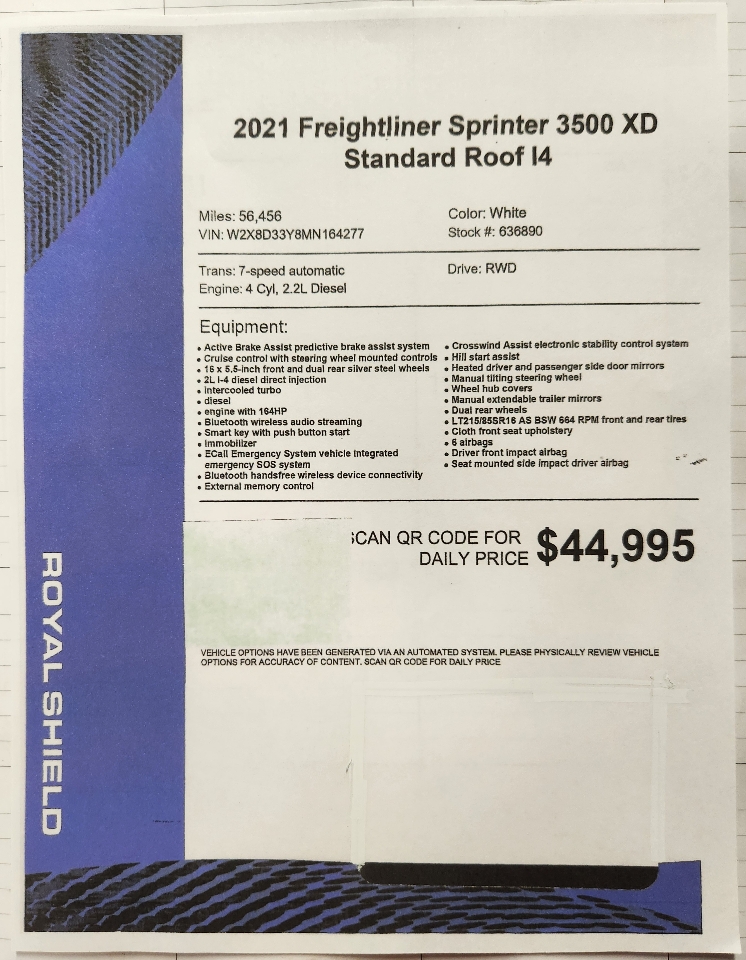 2021 Freightliner Sprinter 3500 XD
Standard Roof I4
Miles: 56,456
Color: White
VIN: W2X8D33Y8MN164277
Stock #: 636890
Trans: 7-speed automatic
Drive: RWD
Engine: 4 Cyl, 2.2L Diesel
Equipment:
• Active Brake Assist predictive brake assist system
• Cruise control with steering wheel mounted controls
• 16 x 5.5-inch front and dual rear silver steel wheels
• 2L I-4 diesel direct injection
• intercooled turbo
• diesel
• engine with 164HP
• Bluetooth wireless audio streaming
• Smart key with push button start
• Immobilizer
• ECall Emergency System vehicle integrated
emergency SOS system
• Bluetooth handsfree wireless device connectivity
• External memory control
• Crosswind Assist electronic stability control system
• Hill start assist
• Heated driver and passenger side door mirrors
• Manual tilting steering wheel
• Wheel hub covers
• Manual extendable trailer mirrors
• Dual rear wheels
• LT215/85SR16 AS BSW 664 RPM front and rear tires
• Cloth front seat upholstery
• 6 airbags
• Driver front impact airbag
• Seat mounted side impact driver airbag
SCAN QR CODE FOR
DAILY PRICE
$44,995
VEHICLE OPTIONS HAVE BEEN GENERATED VIA AN AUTOMATED SYSTEM. PLEASE PHYSICALLY REVIEW VEHICLE
OPTIONS FOR ACCURACY OF CONTENT. SCAN QR CODE FOR DAILY PRICE
ROYAL SHIELD